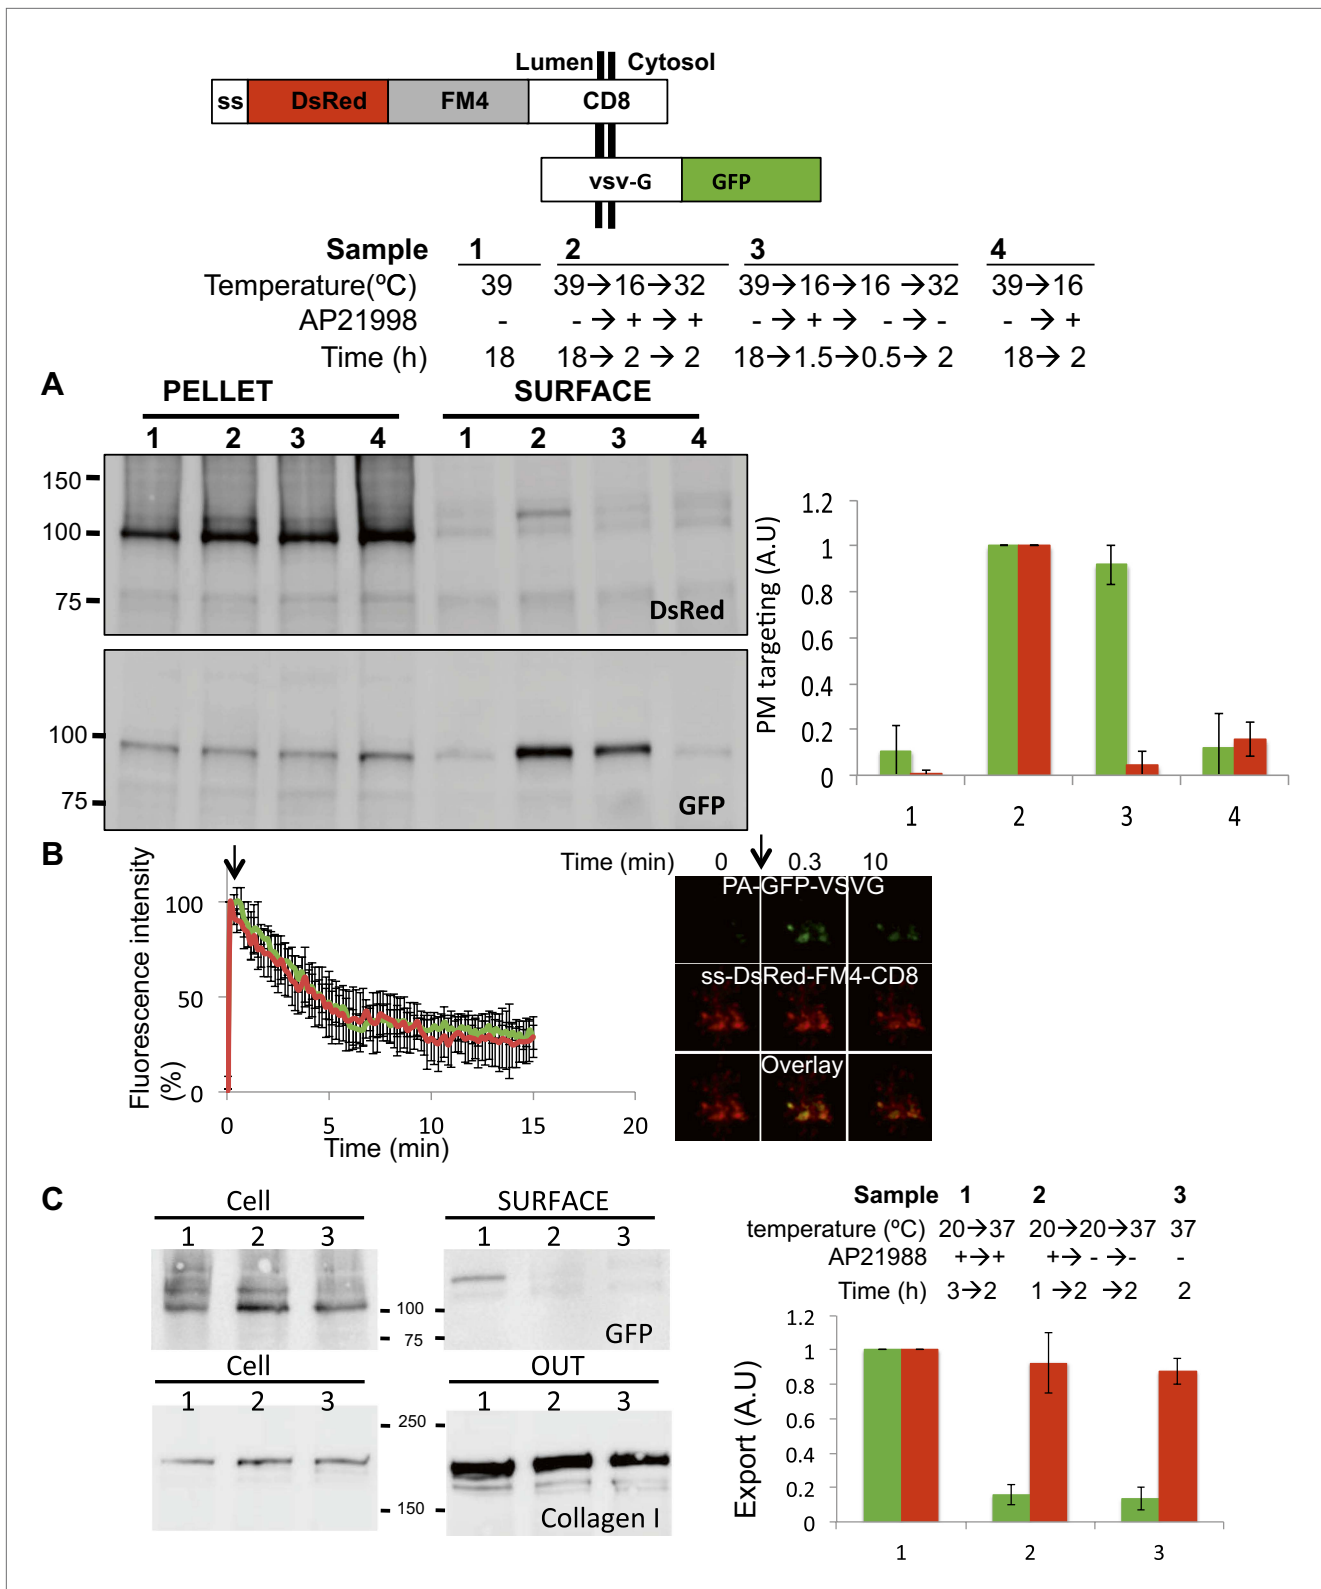 Lumen Cytosol
ss DsRed FM4 CD8
vsv-G GFP
Sample 1 2 3 4
Temperature(ºC) 39 39→16→32 39→16→16 →32 39→16
AP21998 - - → + → + - → + → - → - - → +
Time (h) 18 18→ 2 → 2 18→1.5→0.5→ 2 18→ 2
A
PELLET SURFACE
1 2 3 4 1 2 3 4
150
100
75
DsRed
100
75
GFP
PM targeting (A.U)
1.2
1
0.8
0.6
0.4
0.2
0
1 2 3 4
B
Fluorescence intensity
(%)
100
50
0
0 5 10 15 20
Time (min)
Time (min) 0 0.3 10
PA-GFP-VSVG
ss-DsRed-FM4-CD8
Overlay
C
Cell SURFACE
1 2 3 1 2 3
100
75
GFP
Cell OUT
1 2 3 1 2 3
250
150
Collagen I
Sample 1 2 3
temperature (ºC) 20→37 20→20→37 37
AP21988 +→+ +→ - →- -
Time (h) 3→2 1 →2 →2 2
Export (A.U)
1.2
1
0.8
0.6
0.4
0.2
0
1 2 3